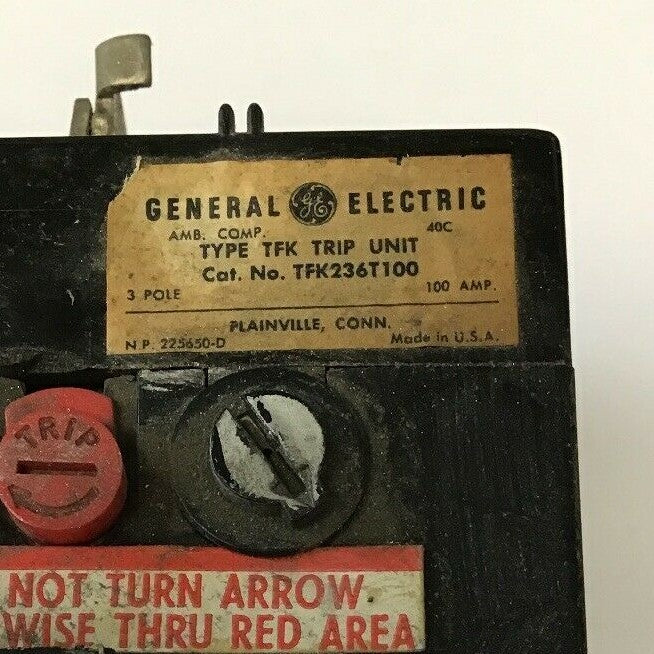 GENERAL GE ELECTRIC
AMB. COMP. 40C
TYPE TFK TRIP UNIT
Cat. No. TFK236T100
3 POLE 100 AMP.
PLAINVILLE, CONN.
N.P. 225650-D Made in U.S.A.
TRIP
NOT TURN ARROW
WISE THRU RED AREA